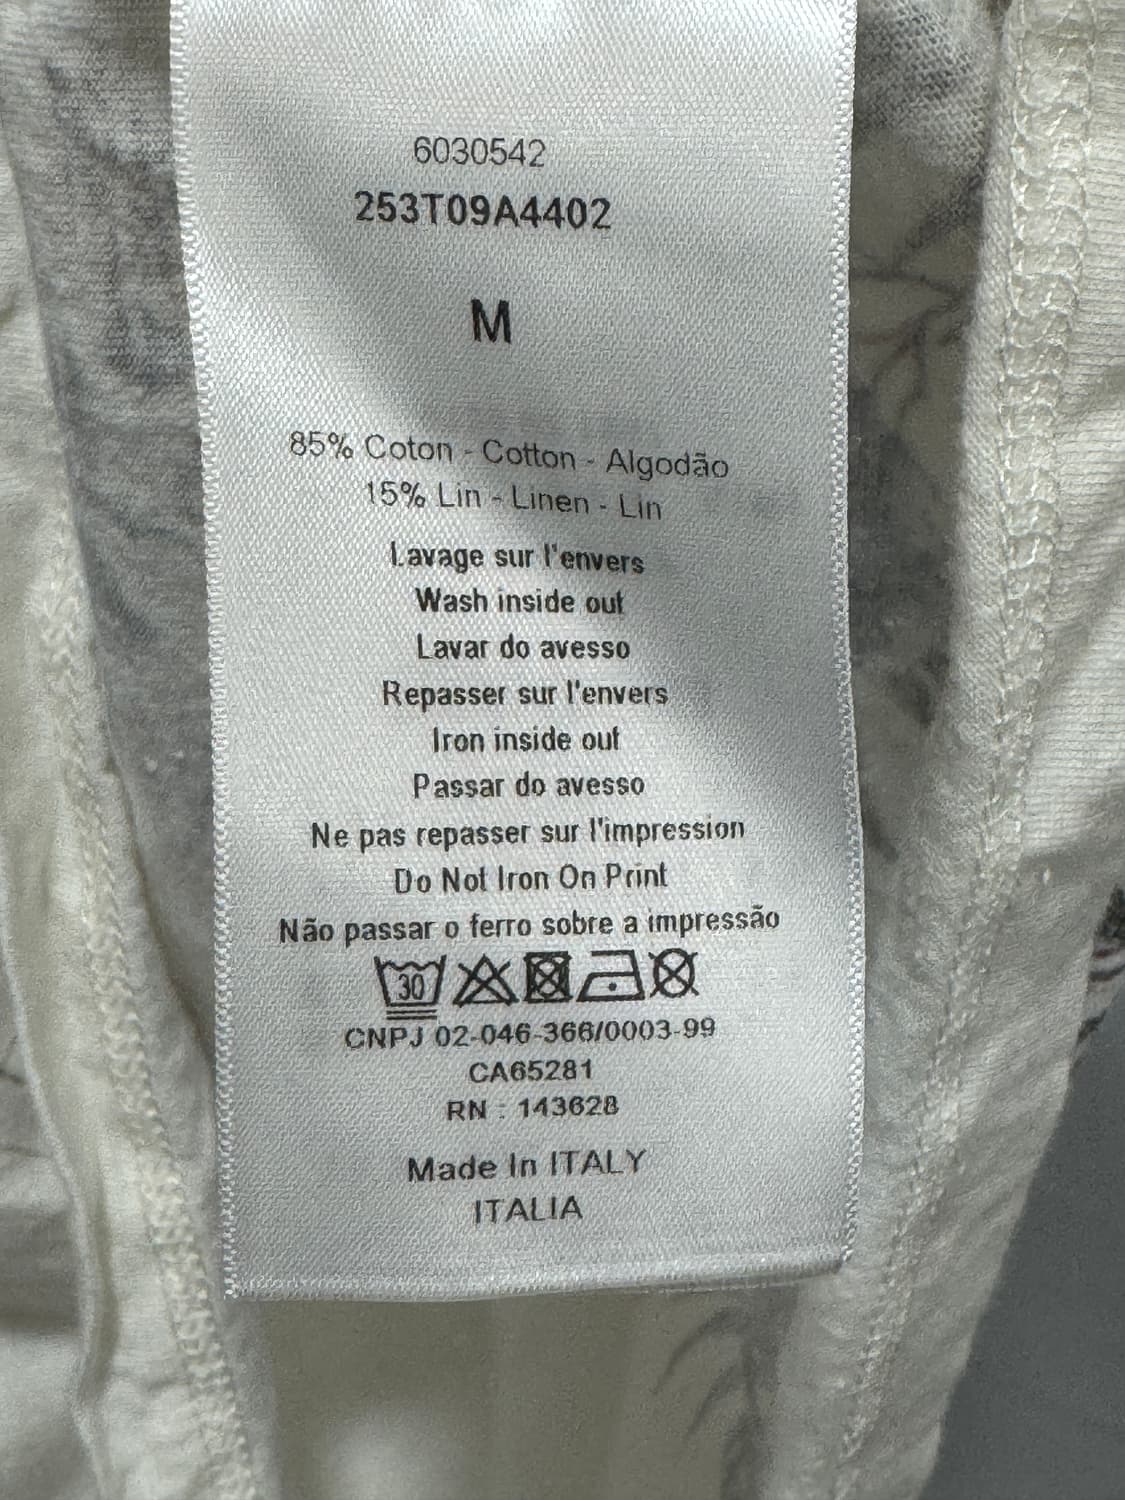 6030542
253T09A4402
M
85% Coton - Cotton - Algodão
15% Lin - Linen - Lin
Lavage sur l'envers
Wash inside out
Lavar do avesso
Repasser sur l'envers
Iron inside out
Passar do avesso
Ne pas repasser sur l'impression
Do Not Iron On Print
Não passar o ferro sobre a impressão
30
CNPJ 02-046-366/0003-99
CA65281
RN : 143628
Made In ITALY
ITALIA